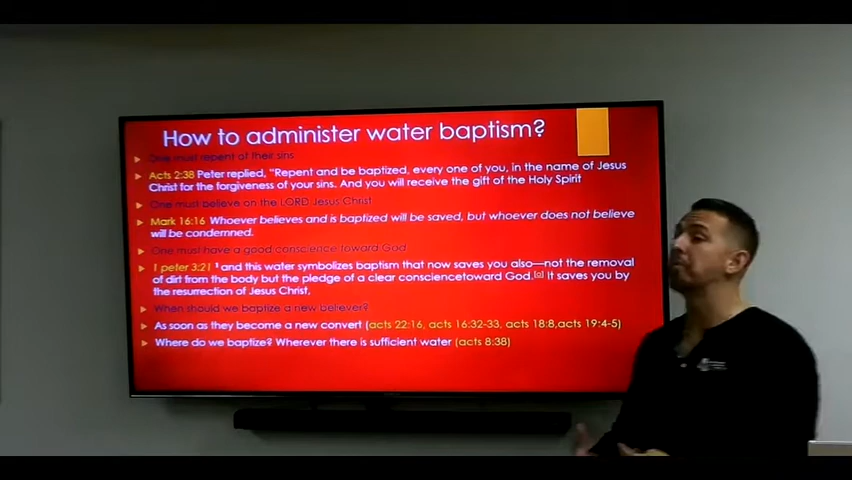 How to administer water baptism?
One must repent of their sins
Acts 2:38 Peter replied, "Repent and be baptized, every one of you, in the name of Jesus
Christ for the forgiveness of your sins. And you will receive the gift of the Holy Spirit
One must believe on the LORD Jesus Christ
Mark 16:16 Whoever believes and is baptized will be saved, but whoever does not believe
will be condemned.
One must have a good conscience toward God
1 peter 3:21 and this water symbolizes baptism that now saves you also—not the removal
of dirt from the body but the pledge of a clear consciencetoward God. It saves you by
the resurrection of Jesus Christ,
When should we baptize a new believer?
As soon as they become a new convert (acts 22:16, acts 16:32-33, acts 18:8,acts 19:4-5)
Where do we baptize? Wherever there is sufficient water (acts 8:38)